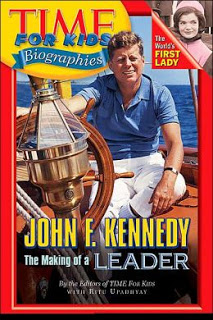 TIME
FOR KIDS
Biographies
The
World's
FIRST
LADY
JOHN F. KENNEDY
The Making of a LEADER
By the Editors of TIME For Kids
with Ritu Upadhyay